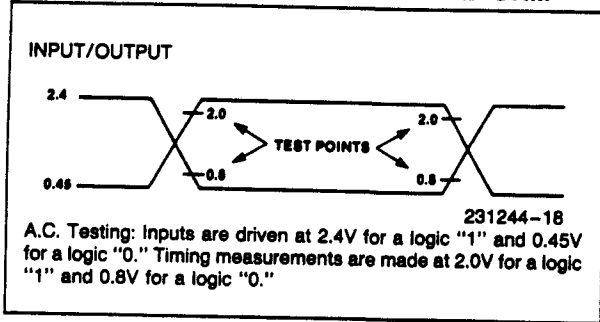 INPUT/OUTPUT
2.4
2.0
2.0
TEST POINTS
0.8
0.8
0.45
231244–18
A.C. Testing: Inputs are driven at 2.4V for a logic "1" and 0.45V
for a logic "0." Timing measurements are made at 2.0V for a logic
"1" and 0.8V for a logic "0."